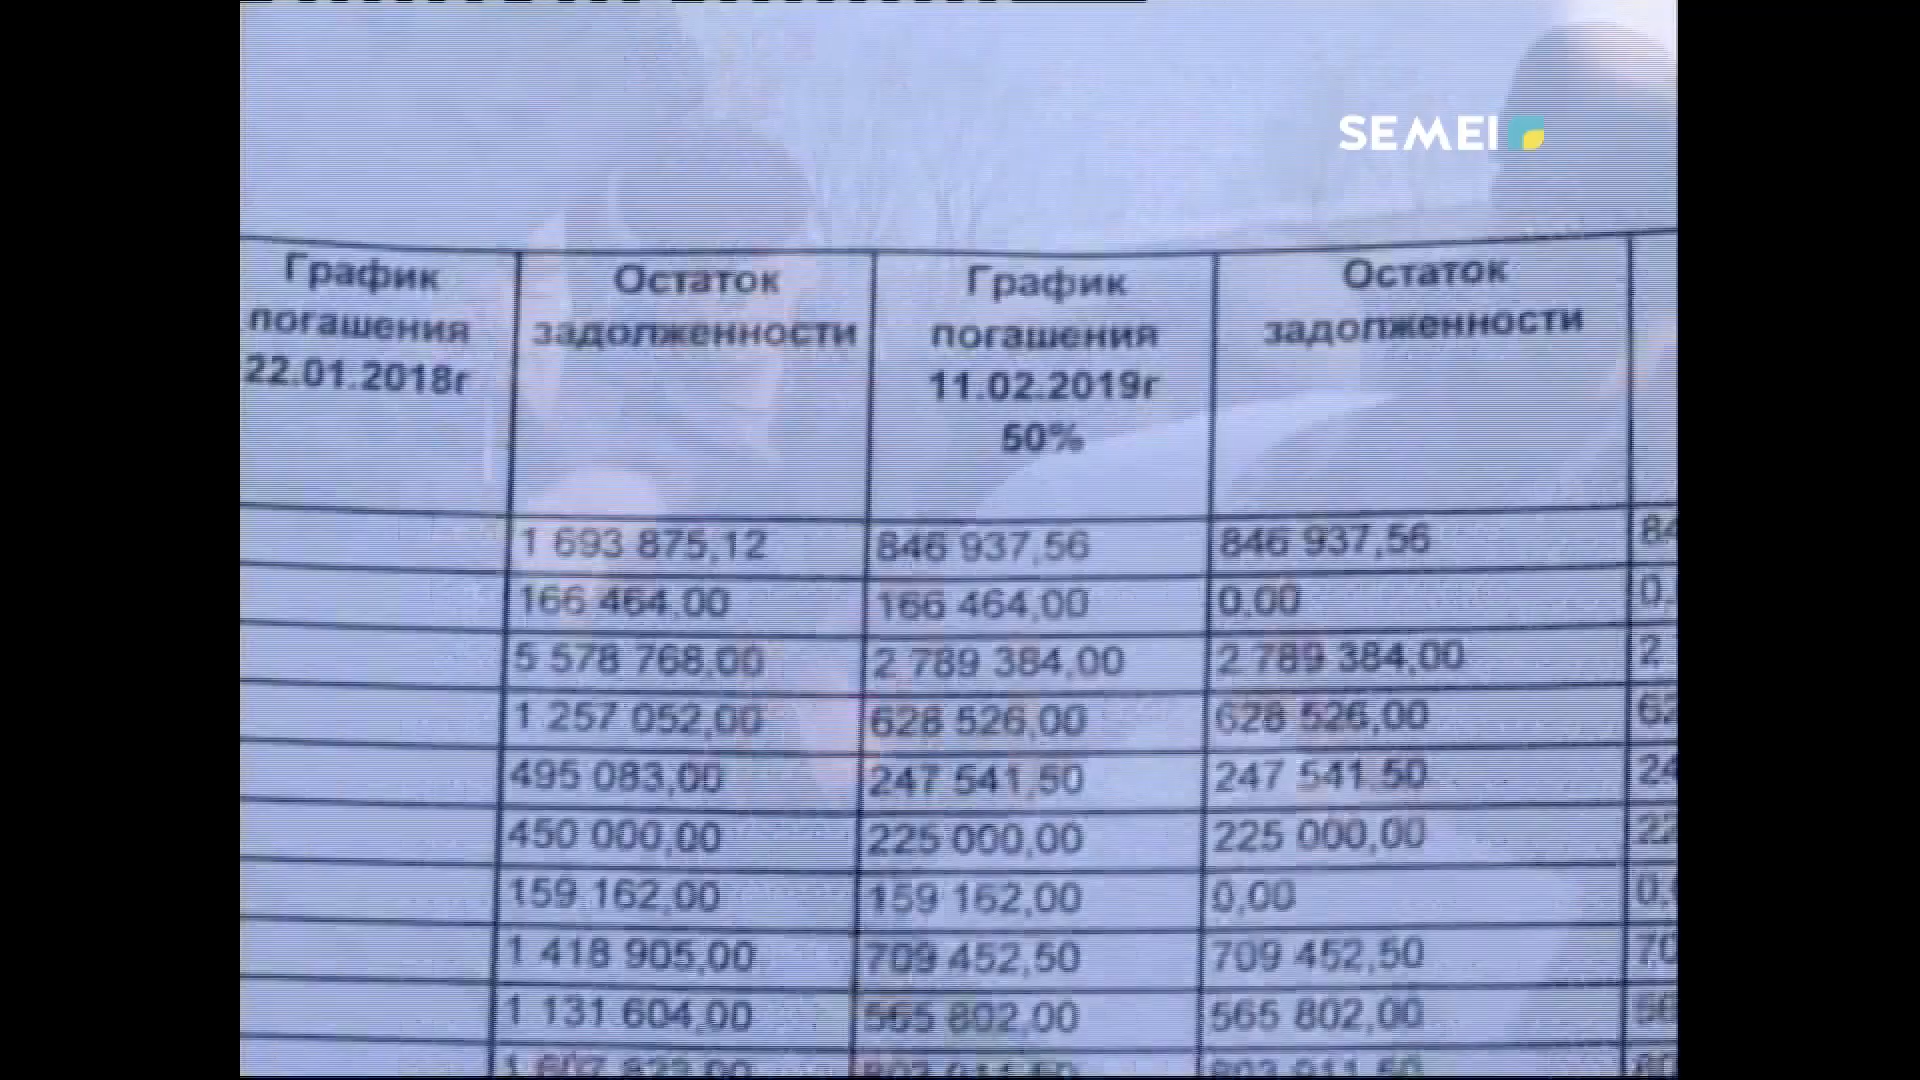 SEMEI
График
погашения
22.01.2018г
Остаток
задолженности
График
погашения
11.02.2019г
50%
Остаток
задолженности
1 693 875,12 846 937,56 846 937,56
166 464,00 166 464,00 0,00
5 578 768,00 2 789 384,00 2 789 384,00
1 257 052,00 628 526,00 628 526,00
495 083,00 247 541,50 247 541,50
450 000,00 225 000,00 225 000,00
159 162,00 159 162,00 0,00
1 418 905,00 709 452,50 709 452,50
1 131 604,00 565 802,00 565 802,00